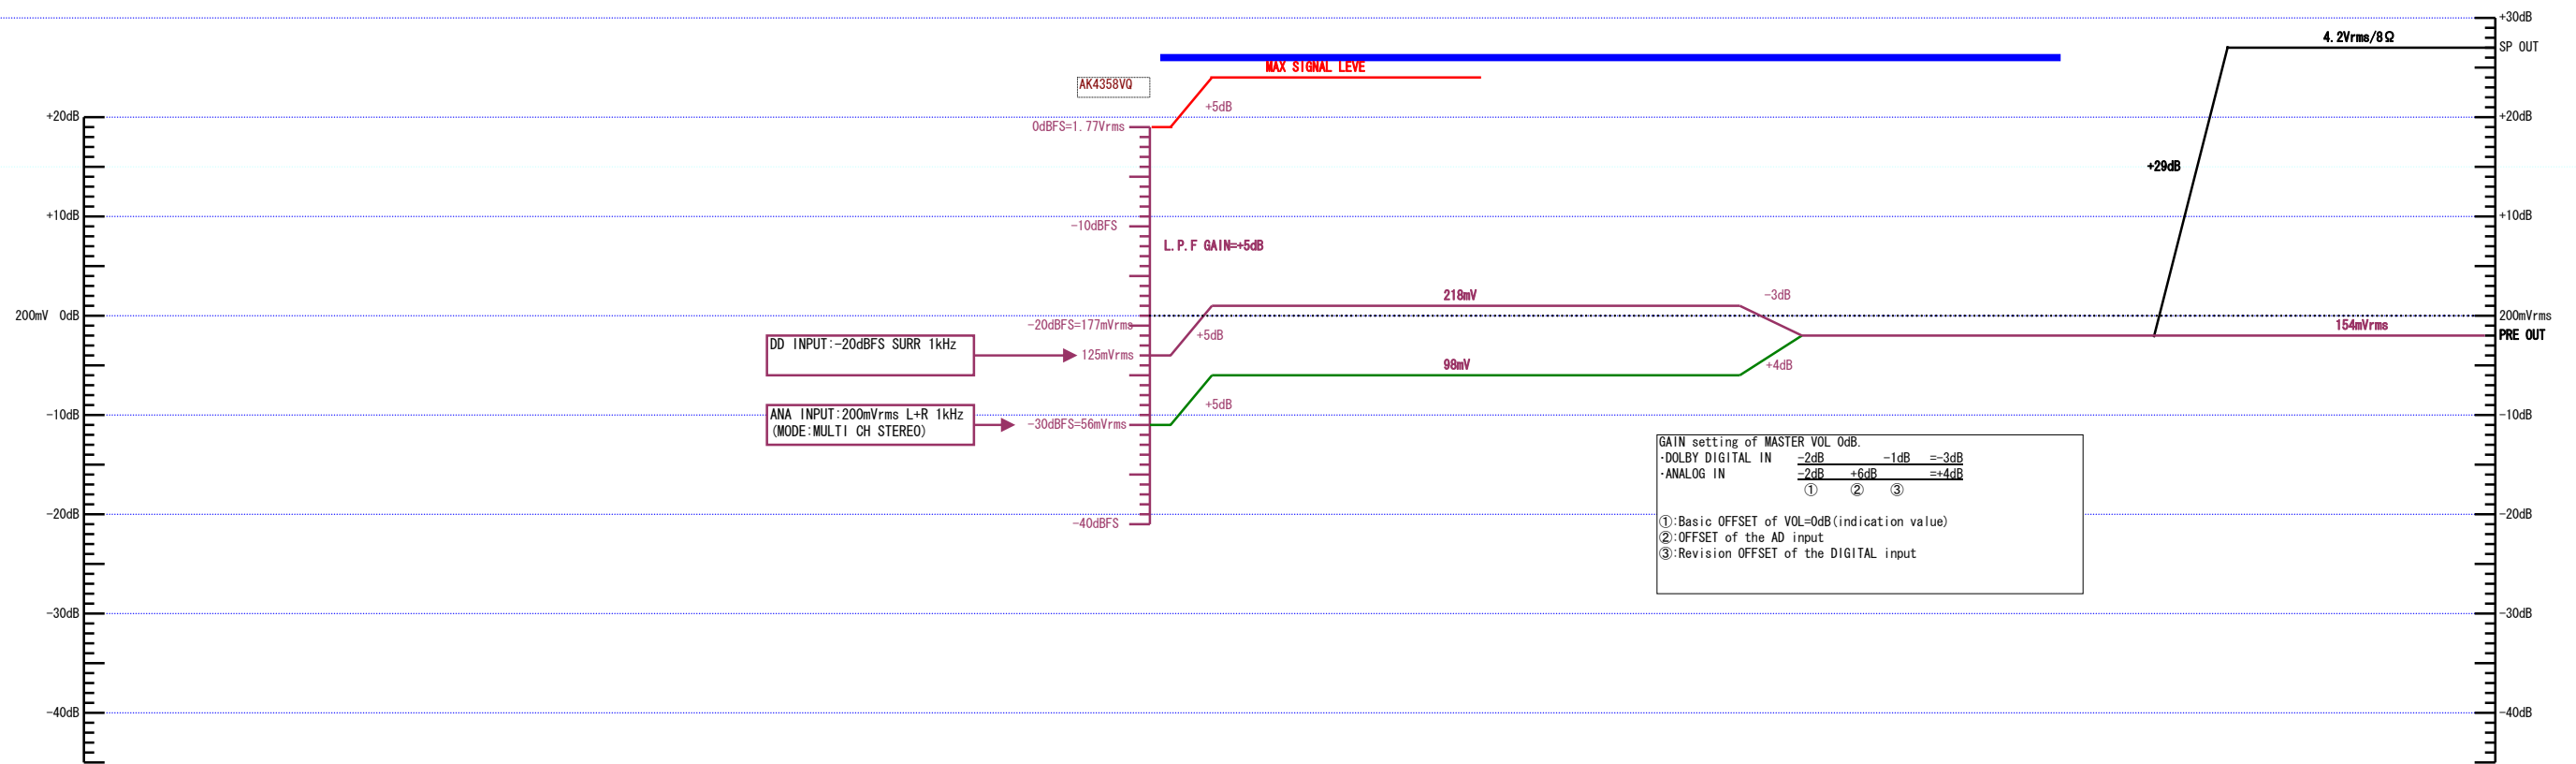 +30dB
4.2Vrms/8Ω
SP OUT
MAX SIGNAL LEVE
AK4358VQ
+5dB
+20dB
+20dB
0dBFS=1.77Vrms
+29dB
+10dB
+10dB
-10dBFS
L.P.F GAIN=+5dB
218mV
-3dB
200mV 0dB
200mVrms
-20dBFS=177mVrms
154mVrms
+5dB
PRE OUT
DD INPUT:-20dBFS SURR 1kHz
125mVrms
98mV
+4dB
+5dB
-10dB
-10dB
ANA INPUT:200mVrms L+R 1kHz
(MODE:MULTI CH STEREO)
-30dBFS=56mVrms
GAIN setting of MASTER VOL 0dB.
·DOLBY DIGITAL IN -2dB -1dB =-3dB
·ANALOG IN -2dB +6dB =+4dB
① ② ③
-20dB
-20dB
-40dBFS
①:Basic OFFSET of VOL=0dB(indication value)
②:OFFSET of the AD input
③:Revision OFFSET of the DIGITAL input
-30dB
-30dB
-40dB
-40dB